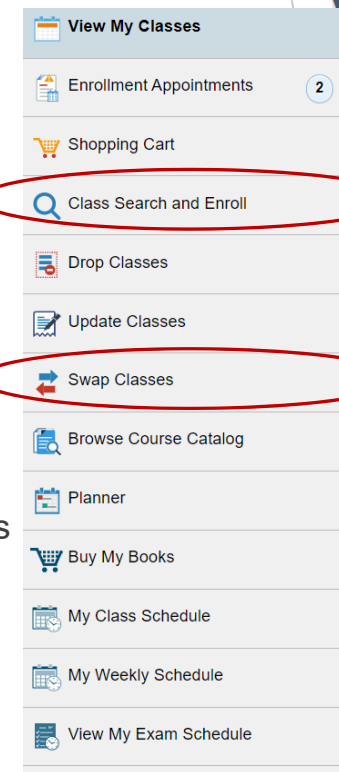 View My Classes
Enrollment Appointments 2
Shopping Cart
Class Search and Enroll
Drop Classes
Update Classes
Swap Classes
Browse Course Catalog
Planner
s
Buy My Books
My Class Schedule
My Weekly Schedule
View My Exam Schedule